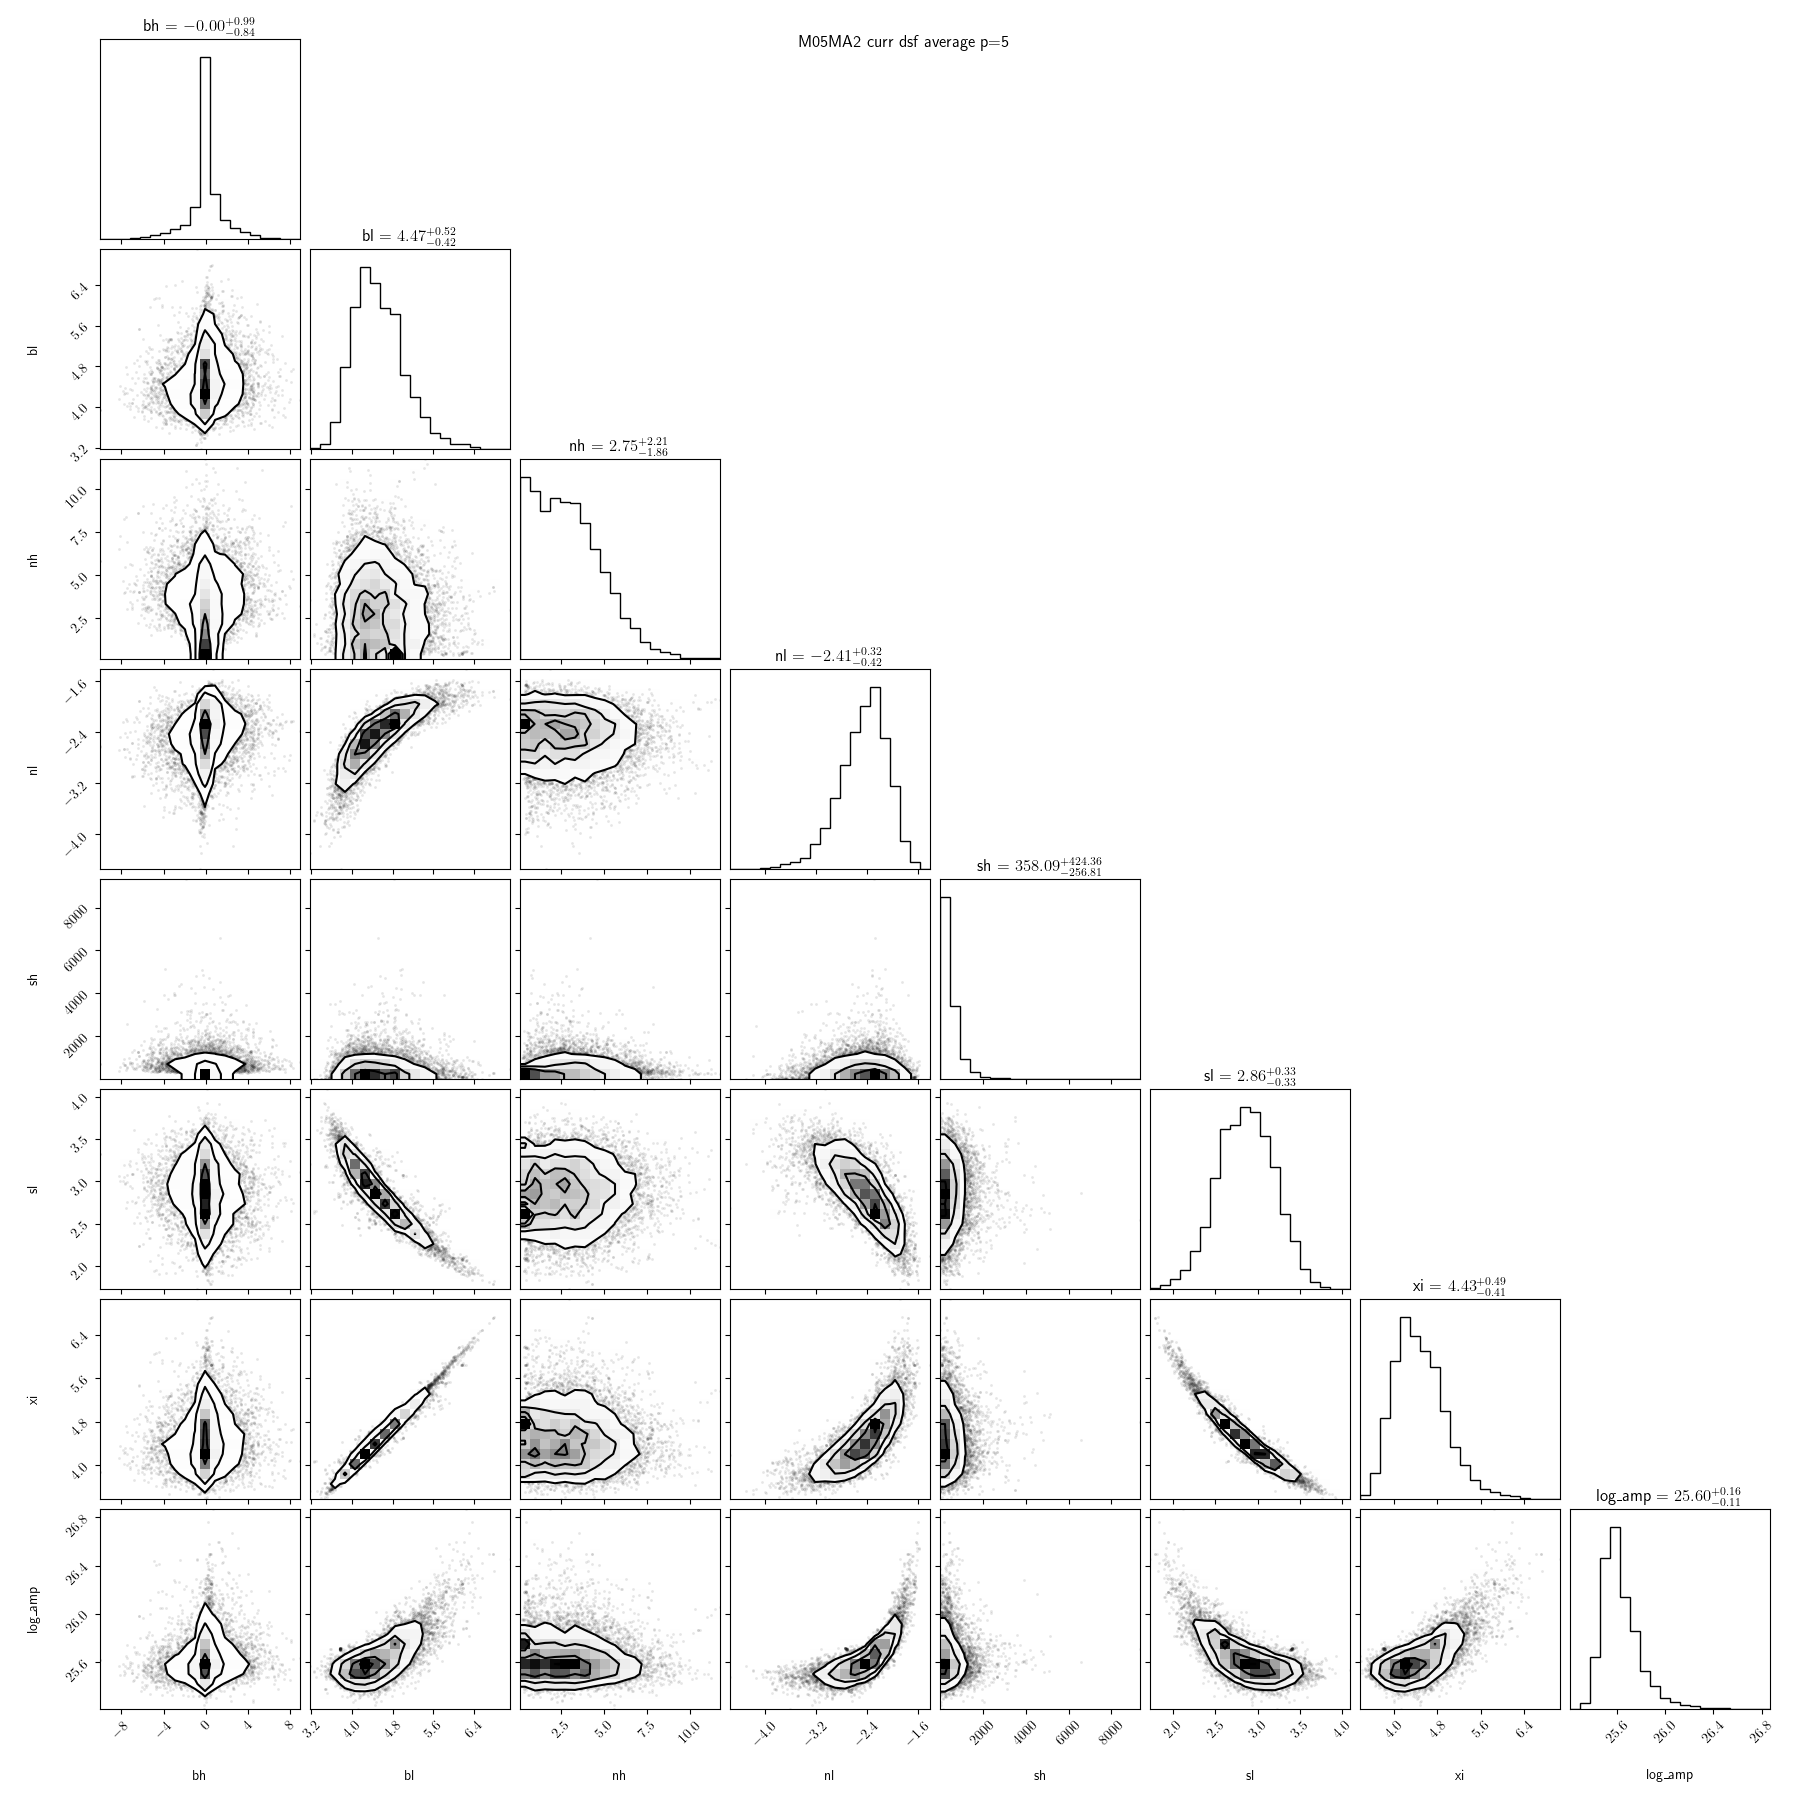 bh = −0.00+0.99−0.84
M05MA2 curr dsf average p=5
bl = 4.47+0.52−0.42
bl
6.4
5.6
4.8
4.0
3.2
nh = 2.75+2.21−1.86
nh
10.0
7.5
5.0
2.5
nl = −2.41+0.32−0.42
nl
−1.6
−2.4
−3.2
−4.0
sh = 358.09+424.36−256.81
sh
8000
6000
4000
2000
sl = 2.86+0.33−0.33
sl
4.0
3.5
3.0
2.5
2.0
xi = 4.43+0.49−0.41
xi
6.4
5.6
4.8
4.0
log_amp = 25.60+0.16−0.11
log_amp
26.8
26.4
26.0
25.6
−8 −4 0 4 8 3.2 4.0 4.8 5.6 6.4 2.5 5.0 7.5 10.0 −4.0 −3.2 −2.4 −1.6 2000 4000 6000 8000 2.0 2.5 3.0 3.5 4.0 4.0 4.8 5.6 6.4 25.6 26.0 26.4 26.8
bh bl nh nl sh sl xi log_amp